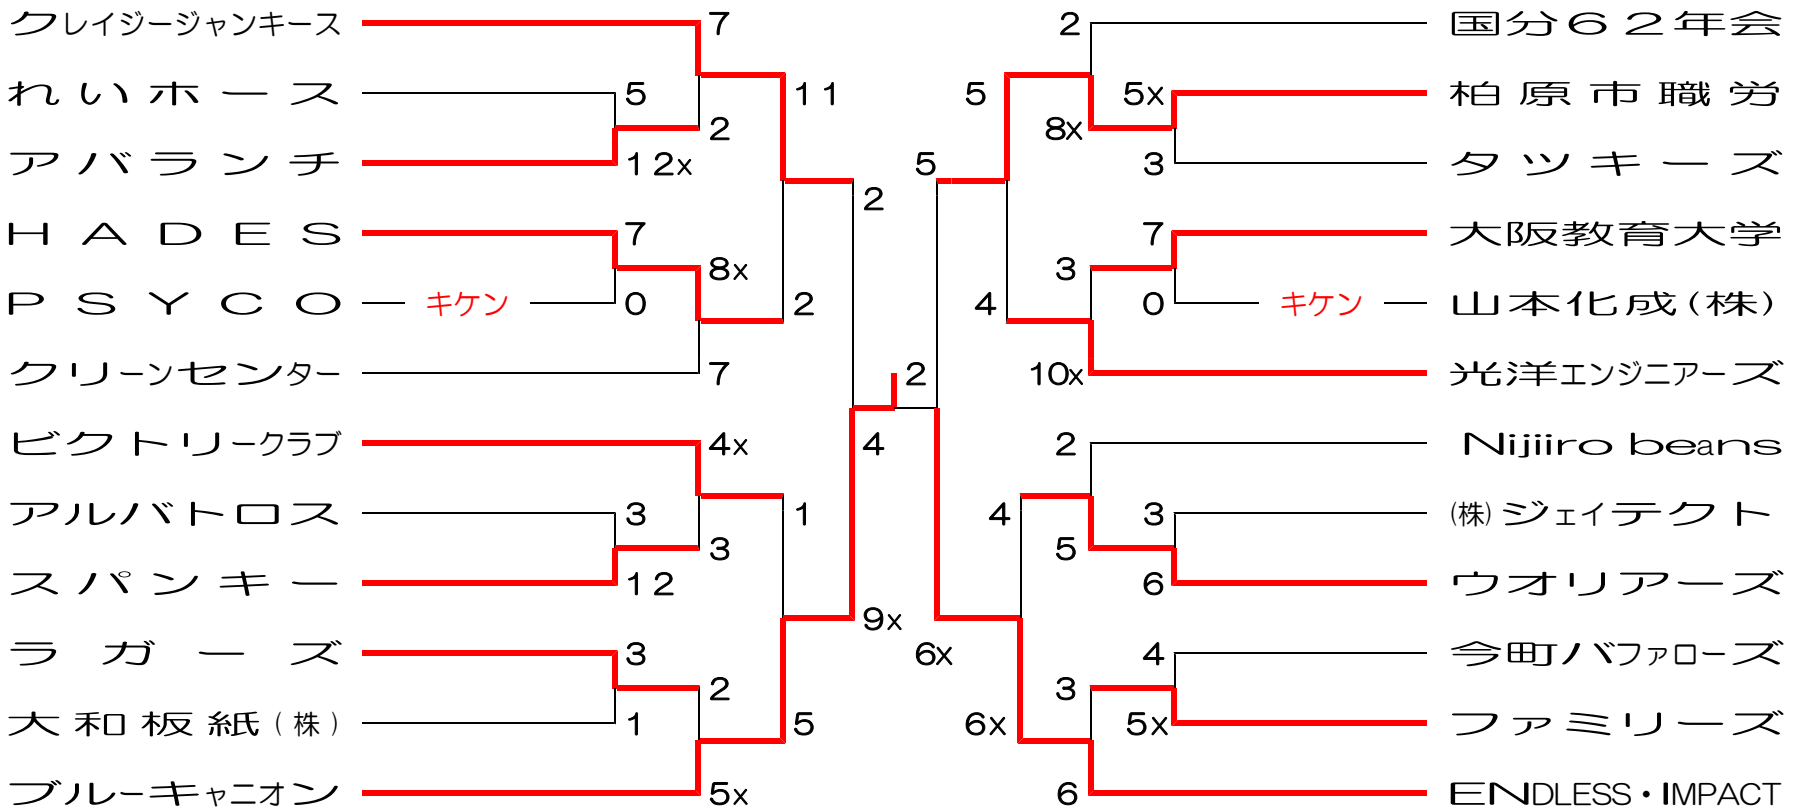 クレイジージャンキース 7 2 国分６２年会
れいホース 5 11 5 5x 柏原市職労
2 8x
アバランチ 12x 5 3 タツキーズ
2
ＨＡＤＥＳ 7 7 大阪教育大学
8x 3
ＰＳＹＣＯ キケン 0 2 4 0 キケン 山本化成(株)
クリーンセンター 7 2 10x 光洋エンジニアーズ
ビクトリークラブ 4x 4 2 Nijiiro beans
アルバトロス 3 1 4 3 ㈱ジェイテクト
3 5
スパンキー 12 6 ウオリアーズ
9x
ラガーズ 3 6x 4 今町バファローズ
2 3
大和板紙(株) 1 5 6x 5x ファミリーズ
ブルーキャニオン 5x 6 ENDLESS・IMPACT